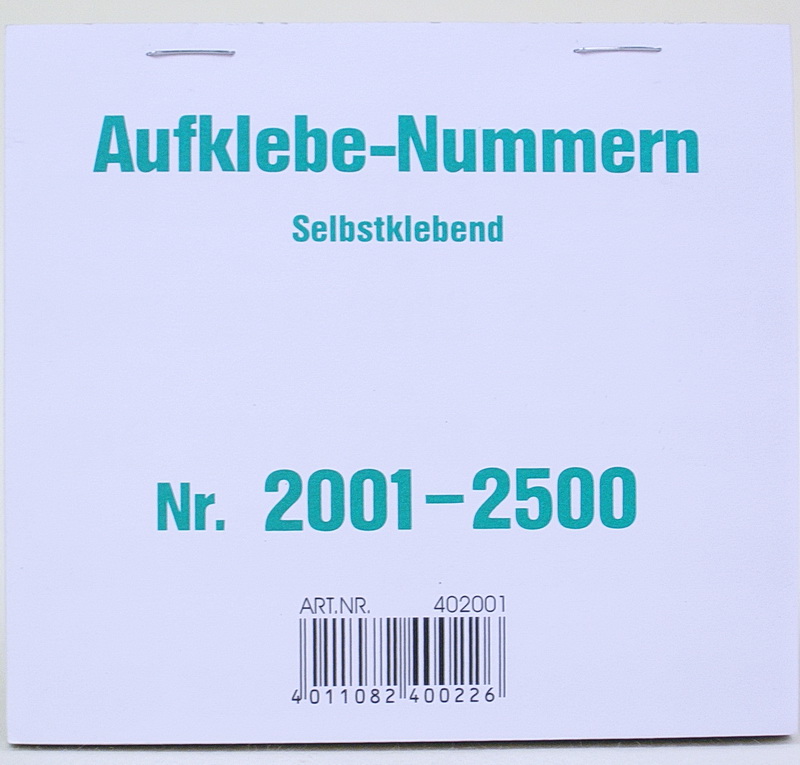 Aufklebe-Nummern
Selbstklebend
Nr. 2001-2500
ART.NR. 402001
4 011082 400226